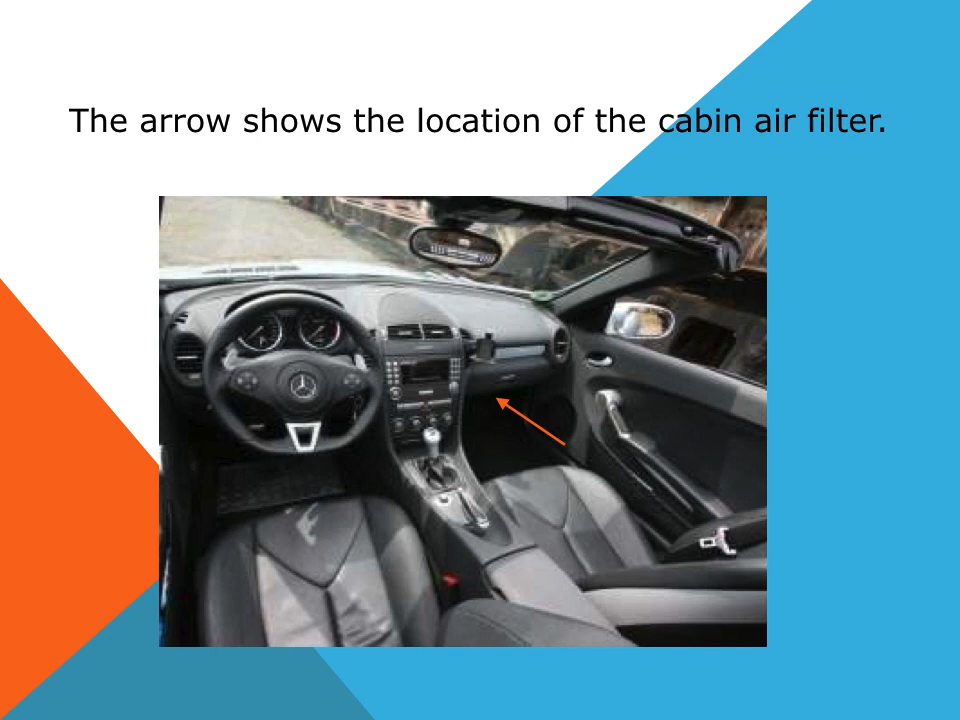 The arrow shows the location of the cabin air filter.